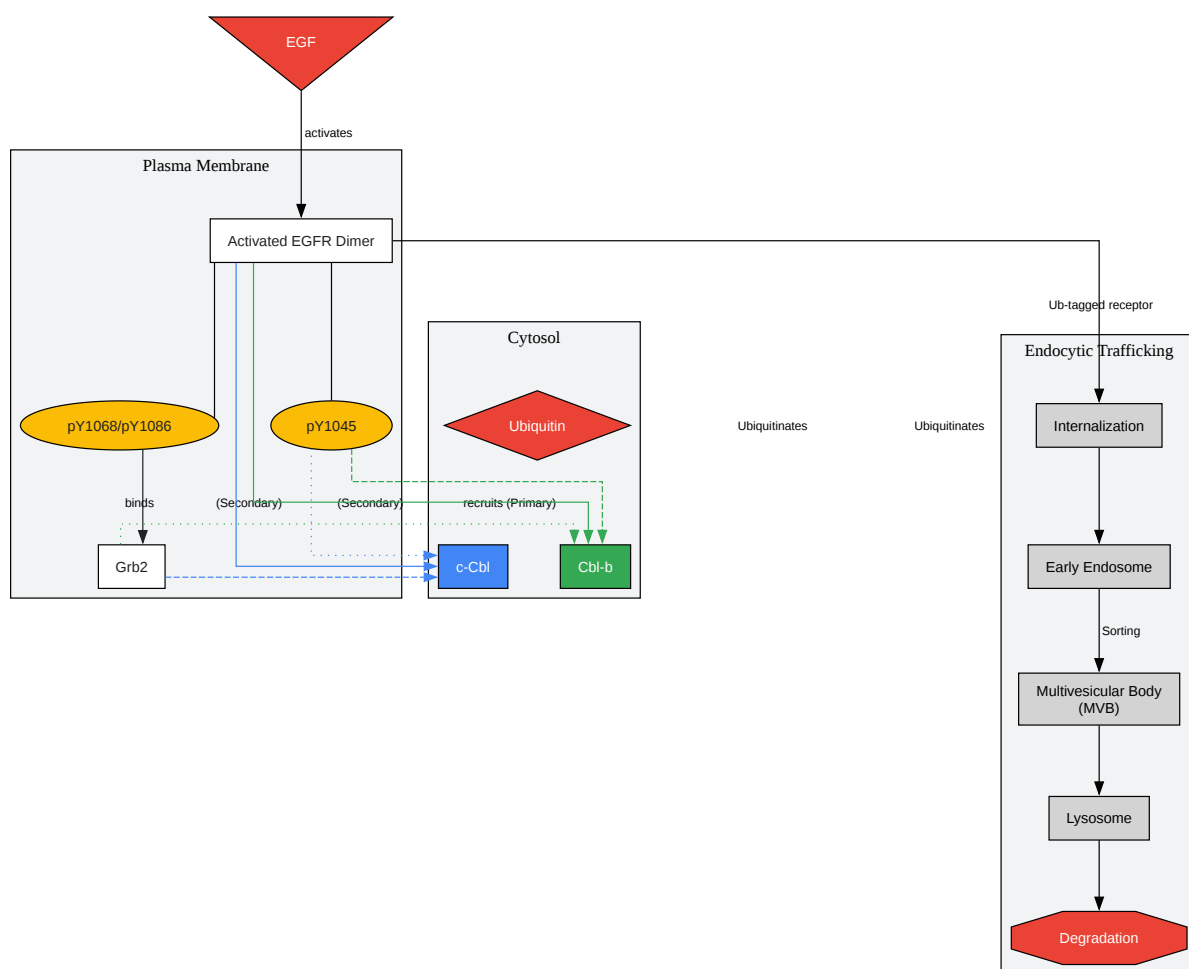 EGF
activates
Plasma Membrane
Activated EGFR Dimer
Ub-tagged receptor
Cytosol
Endocytic Trafficking
pY1068/pY1086
pY1045
Ubiquitin
Ubiquitinates
Ubiquitinates
Internalization
binds
(Secondary)
(Secondary)
recruits (Primary)
Grb2
c-Cbl
Cbl-b
Early Endosome
Sorting
Multivesicular Body
(MVB)
Lysosome
Degradation